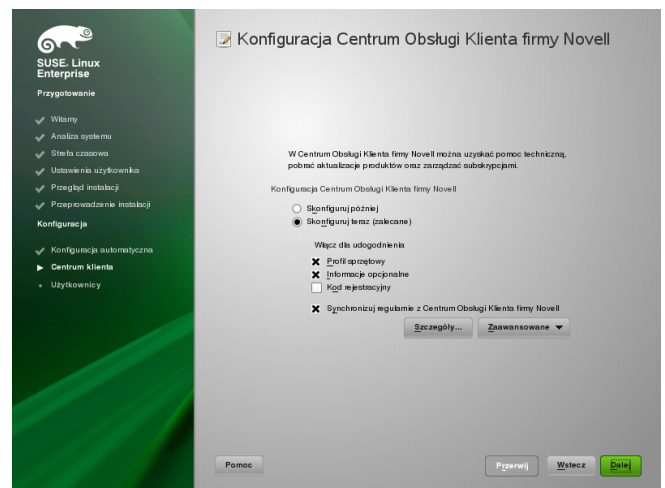 SUSE. Linux
Enterprise
Przygotowanie
Witamy
Analiza systemu
Strefa czasowa
Ustawienia użytkownika
Przegląd instalacji
Przeprowadzenie instalacji
Konfiguracja
Konfiguracja automatyczna
Centrum klienta
Użytkownicy
Konfiguracja Centrum Obsługi Klienta firmy Novell
W Centrum Obsługi Klienta firmy Novell można uzyskać pomoc techniczną,
pobrać aktualizacje produktów oraz zarządzać subskrypcjami.
Konfiguracja Centrum Obsługi Klienta firmy Novell
Skonfiguruj później
Skonfiguruj teraz (zalecane)
Włącz dla udogodnienia
Profil sprzętowy
Informacje opcjonalne
Kod rejestracyjny
Synchronizuj regularnie z Centrum Obsługi Klienta firmy Novell
Szczegóły...
Zaawansowane
Pomoc
Przerwij
Wstecz
Dalej